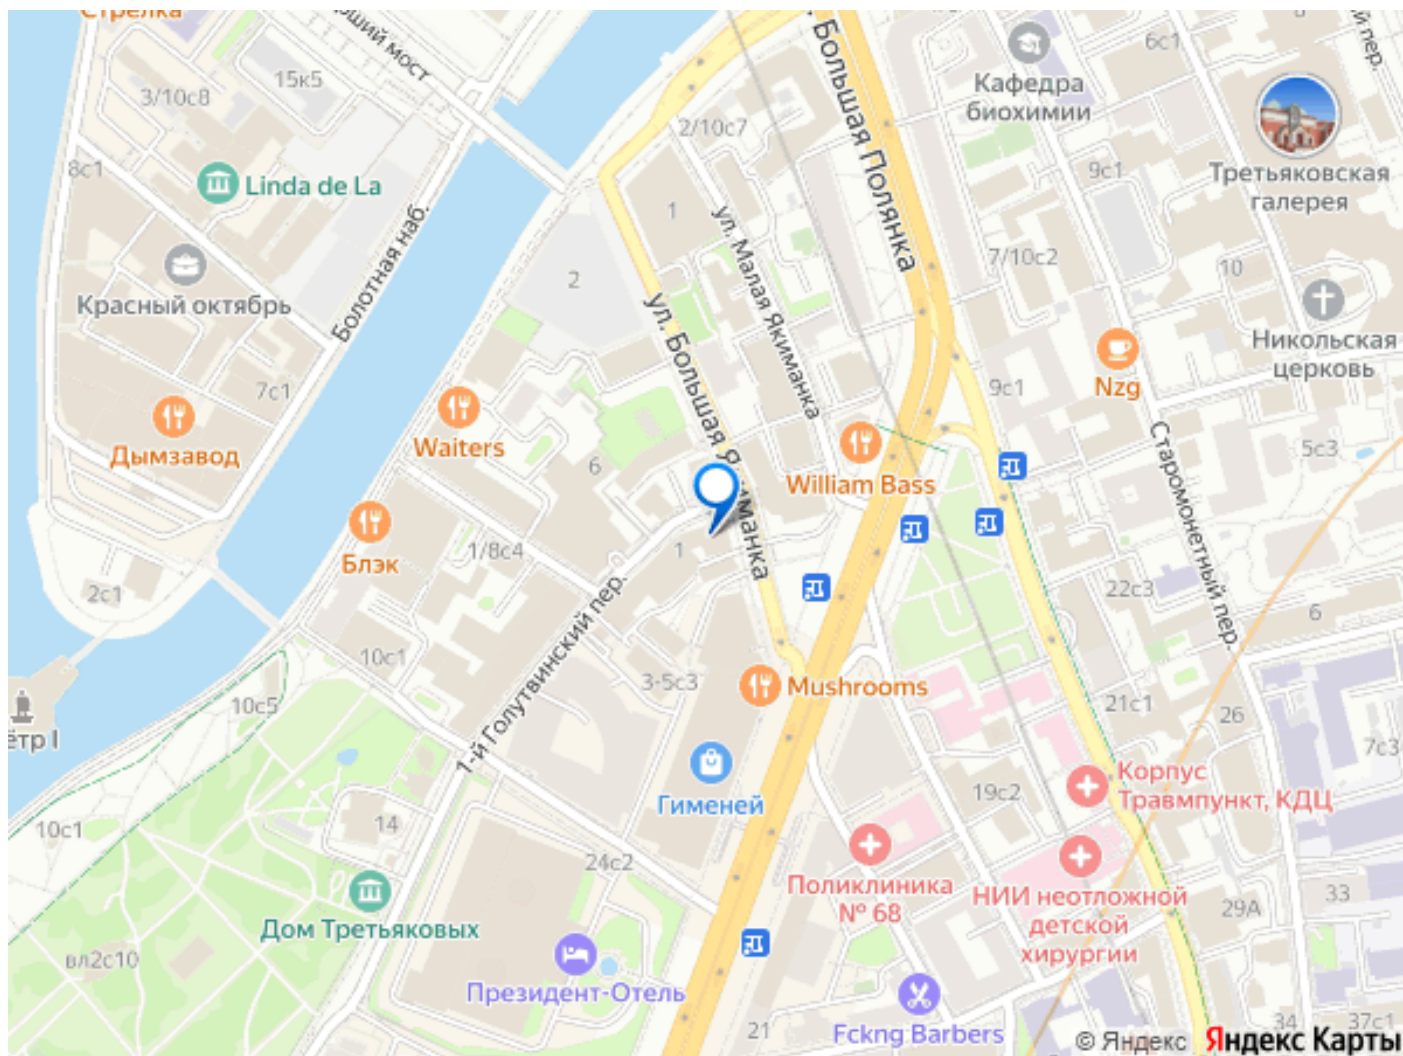 Стрелка
ьший мост
ул. Большая Полянка
6с1
й пер.
15к5
3/10с8
Кафедра
биохимии
2/10с7
8с1
Linda de La
9с1
Третьяковская
галерея
1
ул. Малая Якиманка
Болотная наб.
7/10с2
10
2
Красный октябрь
ул. Большая Якиманка
Никольская
церковь
7с1
9с1
Nzg
Waiters
Дымзавод
6
William Bass
5с3
Старомонетный пер.
1/8с4
Блэк
1
2с1
1-й Голутвинский пер.
22с3
6
10с1
3-5с3
Mushrooms
10с5
21с1
26
ётр I
7с3
Гименей
19с2
Корпус
Травмпункт, КДЦ
10с1
14
24с2
Поликлиника
№ 68
НИИ неотложной
детской
хирургии
33
29А
Дом Третьяковых
вл2с10
Президент-Отель
21
Fckng Barbers
34
37с1
© Яндекс Яндекс Карты